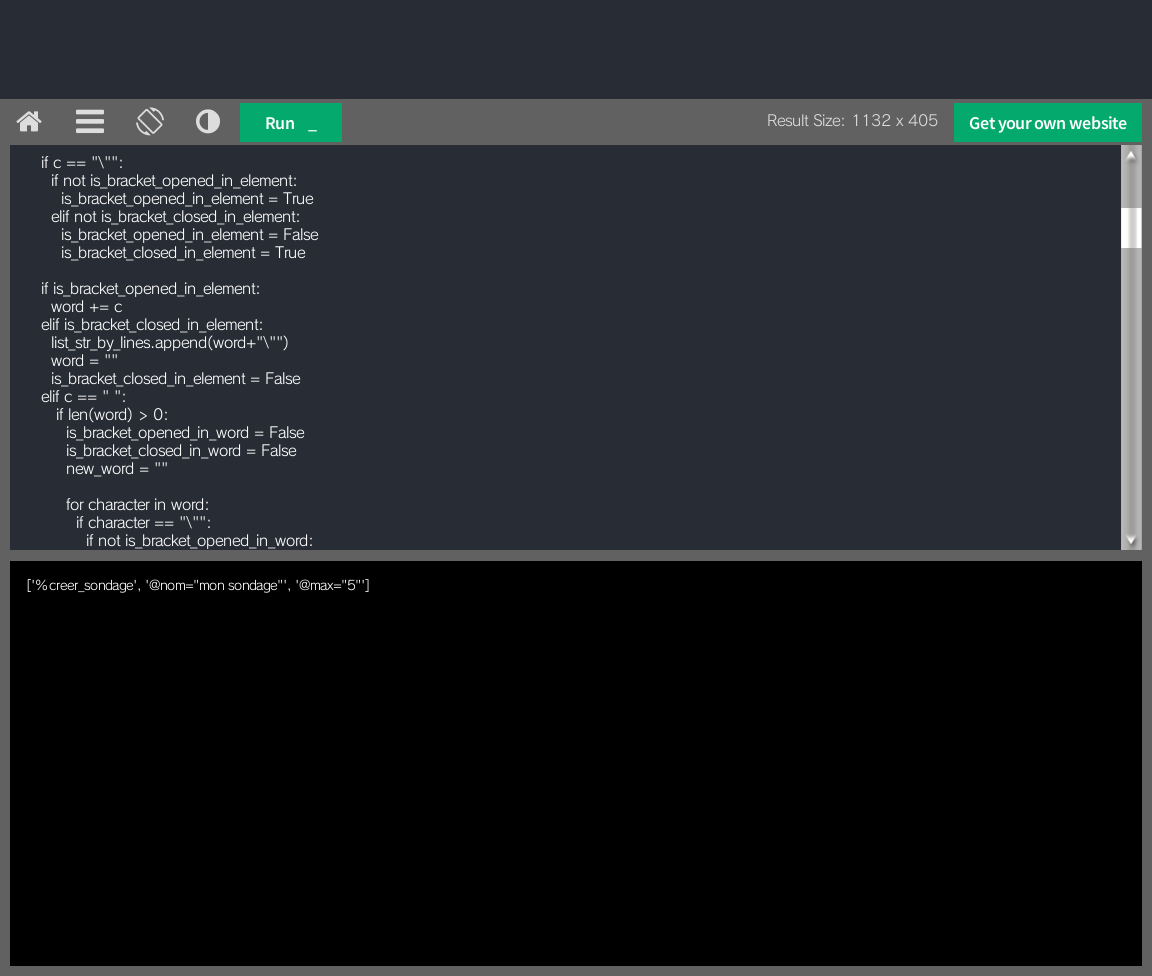 Run _
Result Size: 1132 x 405
Get your own website
if c == "\"":
if not is_bracket_opened_in_element:
is_bracket_opened_in_element = True
elif not is_bracket_closed_in_element:
is_bracket_opened_in_element = False
is_bracket_closed_in_element = True
if is_bracket_opened_in_element:
word += c
elif is_bracket_closed_in_element:
list_str_by_lines.append(word+"\"")
word = ""
is_bracket_closed_in_element = False
elif c == " ":
if len(word) > 0:
is_bracket_opened_in_word = False
is_bracket_closed_in_word = False
new_word = ""
for character in word:
if character == "\"":
if not is_bracket_opened_in_word:
['%creer_sondage', '@nom="mon sondage"', '@max="5"']